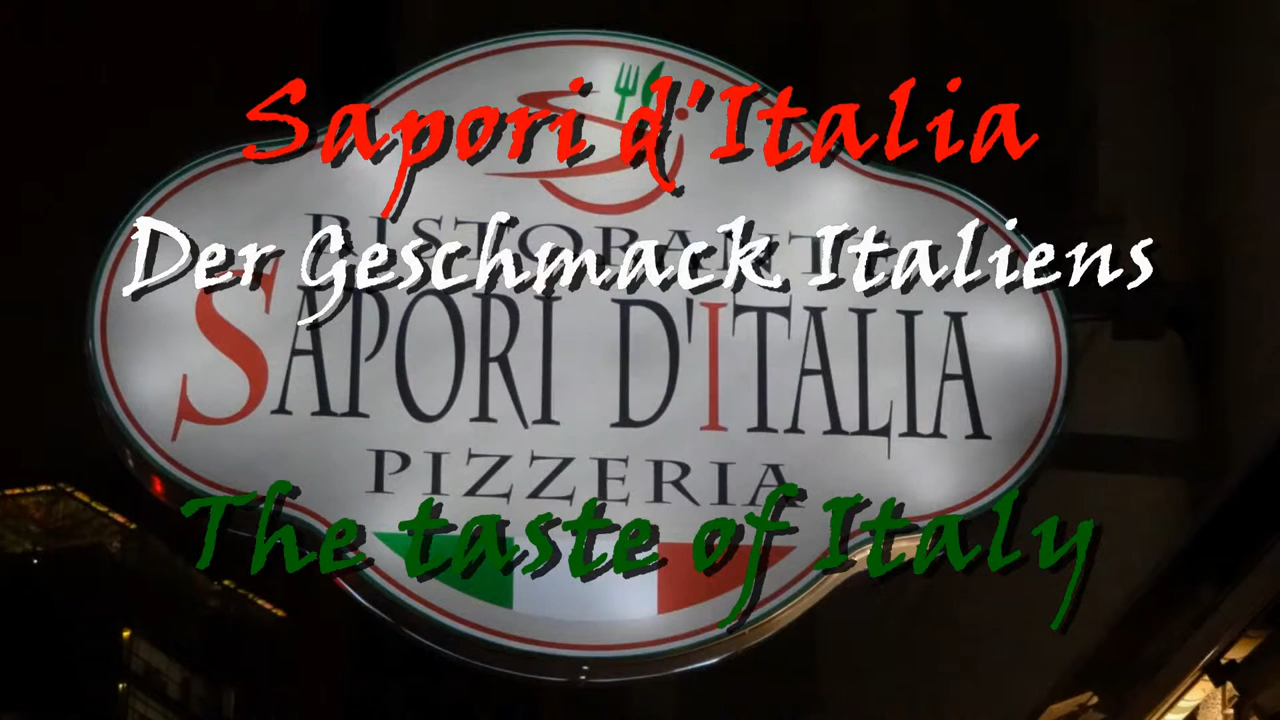 Sapori d'Italia
RISTORANTE
Der Geschmack Italiens
SAPORI D'ITALIA
PIZZERIA
The taste of Italy